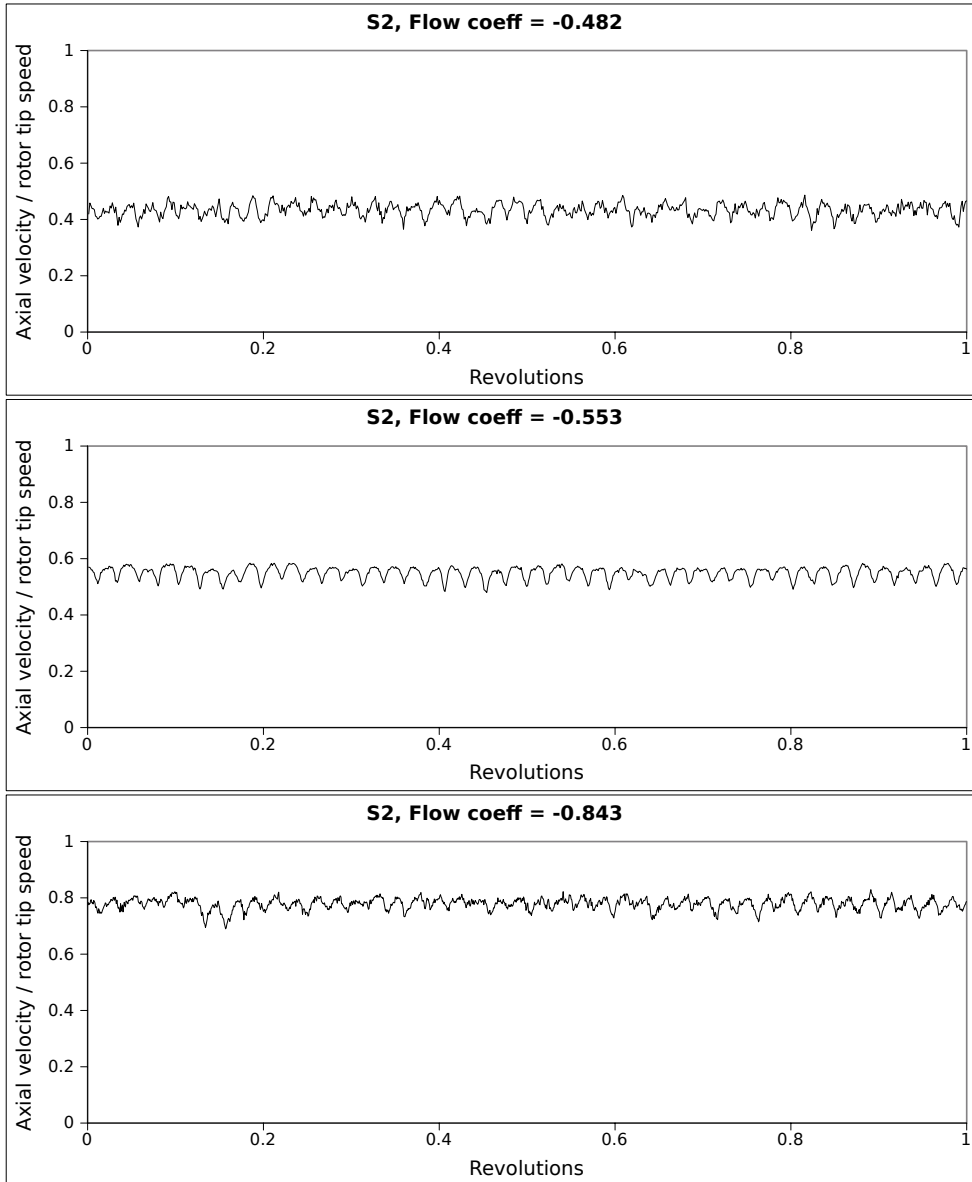 S2, Flow coeff = -0.482
Axial velocity / rotor tip speed
1
0.8
0.6
0.4
0.2
0
0 0.2 0.4 0.6 0.8 1
Revolutions
S2, Flow coeff = -0.553
Axial velocity / rotor tip speed
1
0.8
0.6
0.4
0.2
0
0 0.2 0.4 0.6 0.8 1
Revolutions
S2, Flow coeff = -0.843
Axial velocity / rotor tip speed
1
0.8
0.6
0.4
0.2
0
0 0.2 0.4 0.6 0.8 1
Revolutions